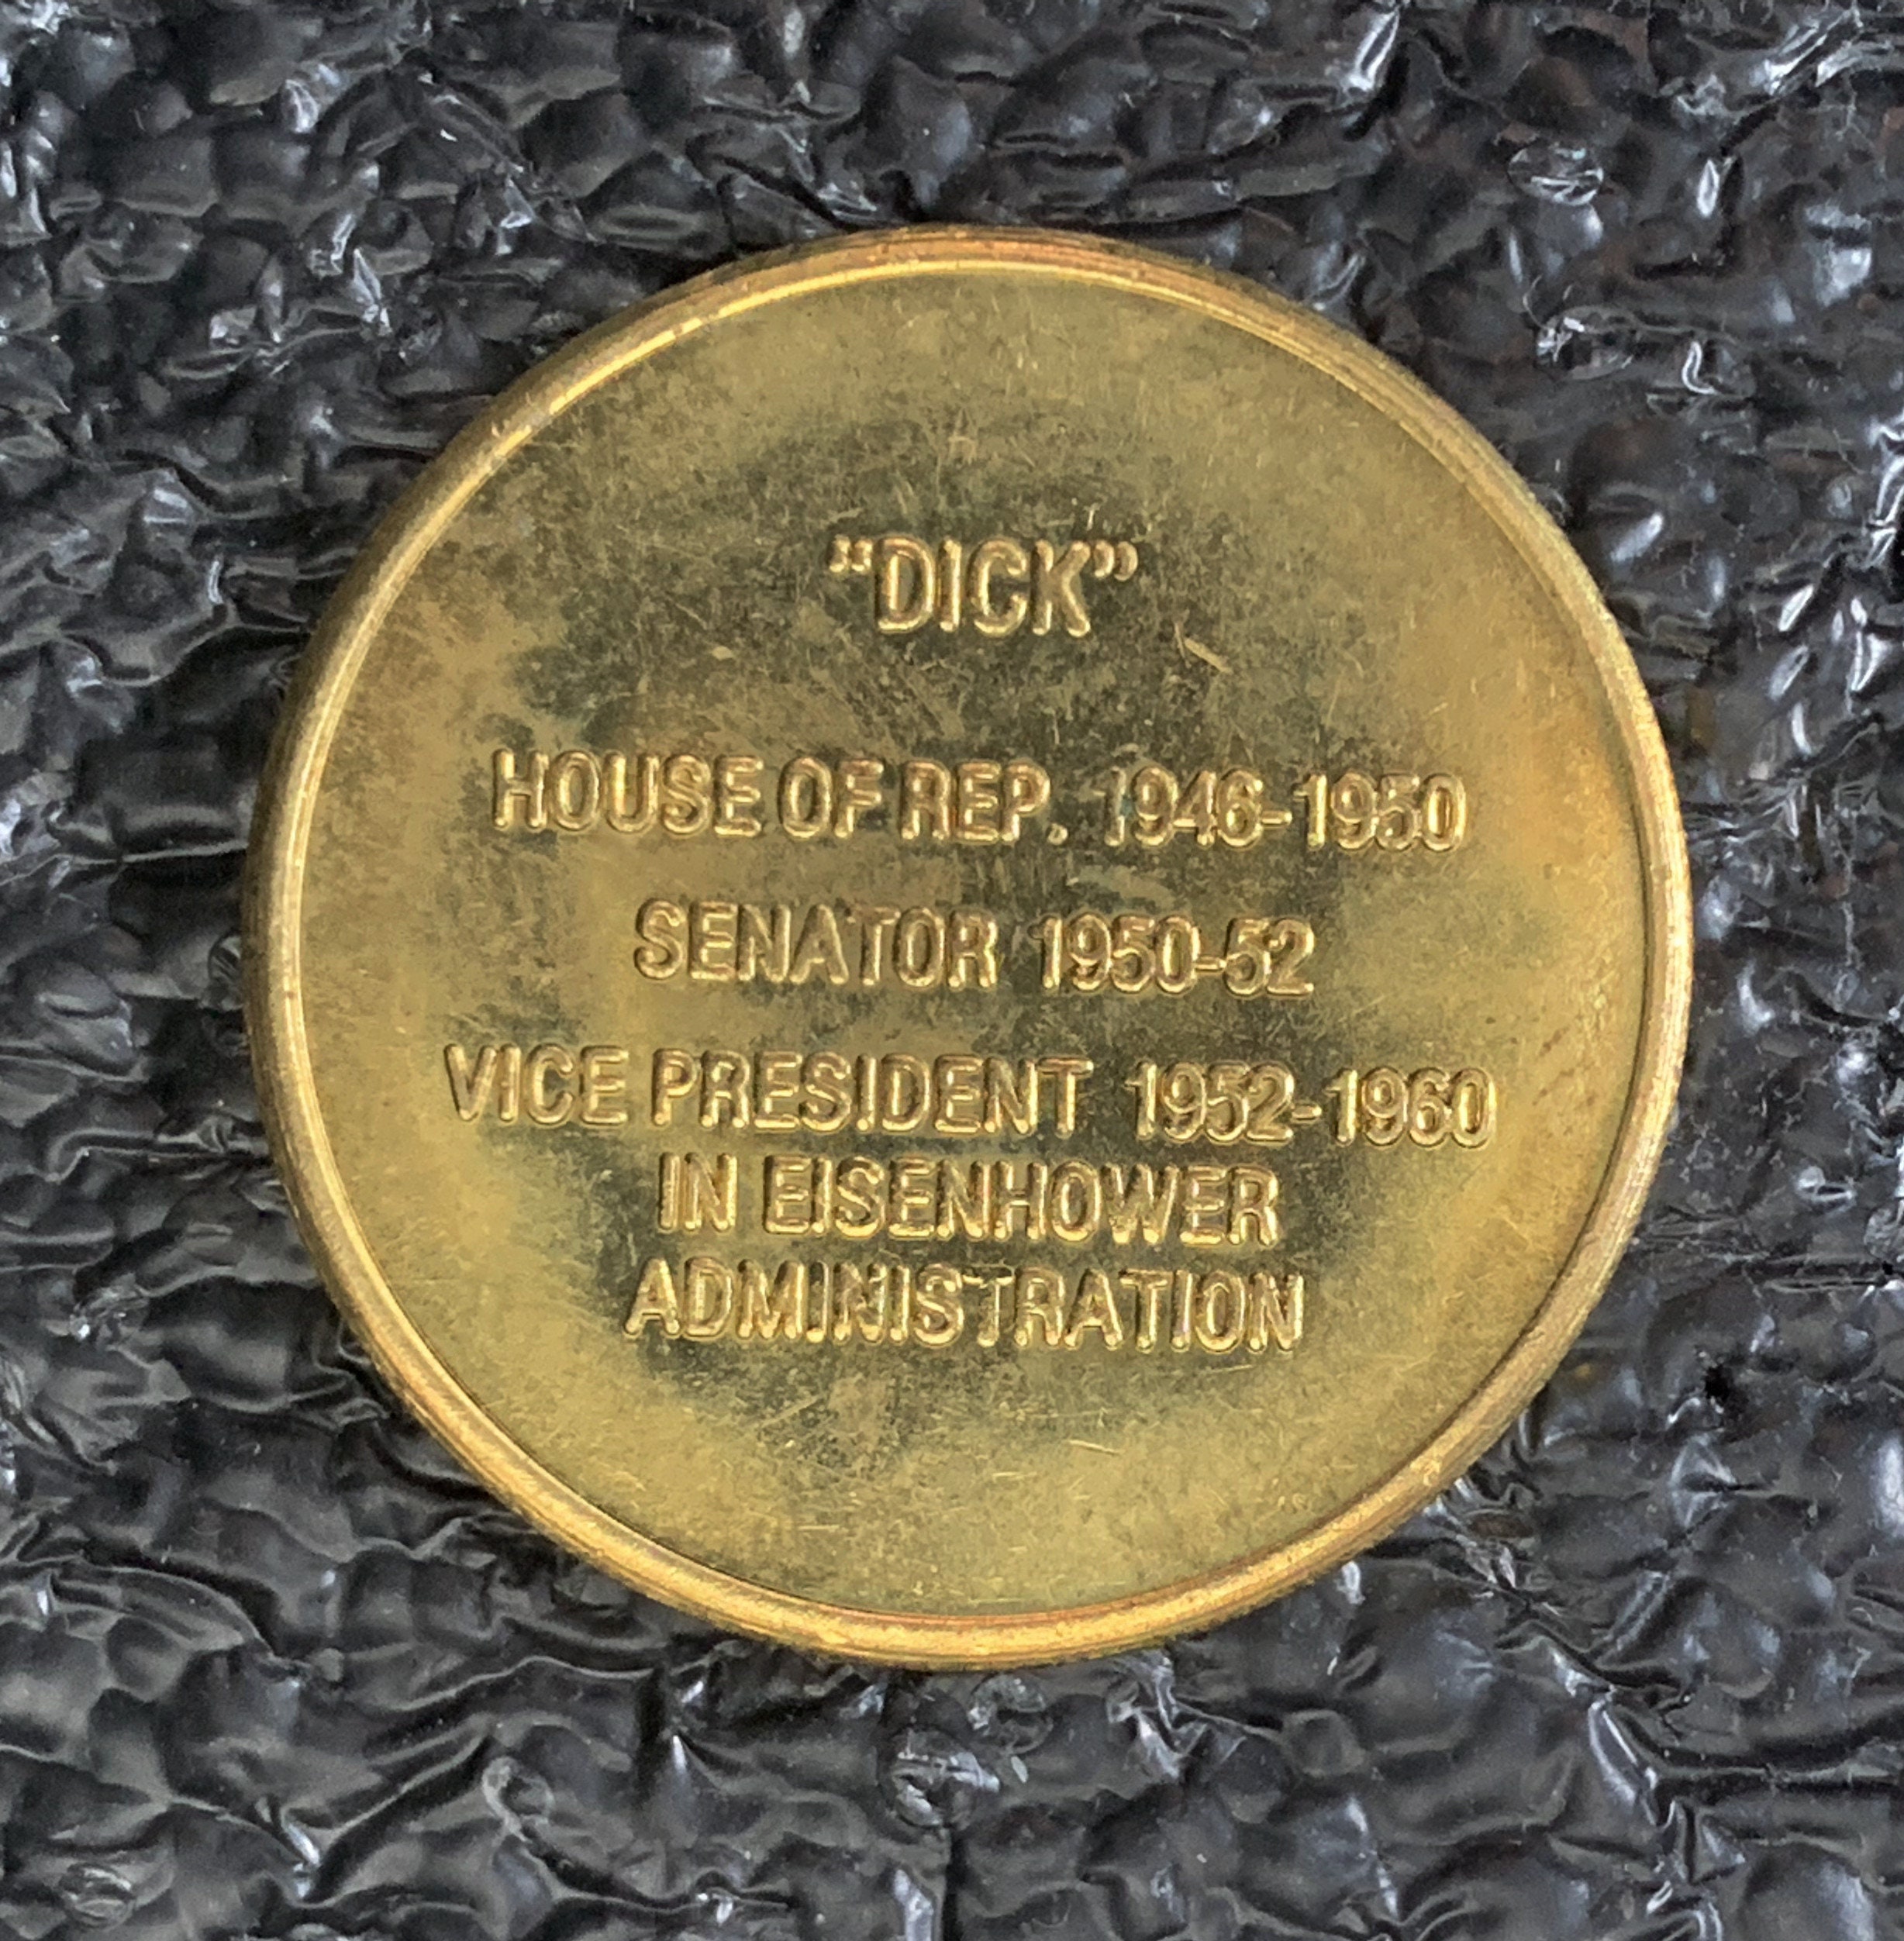 “DICK”
HOUSE OF REP. 1946-1950
SENATOR 1950-52
VICE PRESIDENT 1952-1960
IN EISENHOWER
ADMINISTRATION